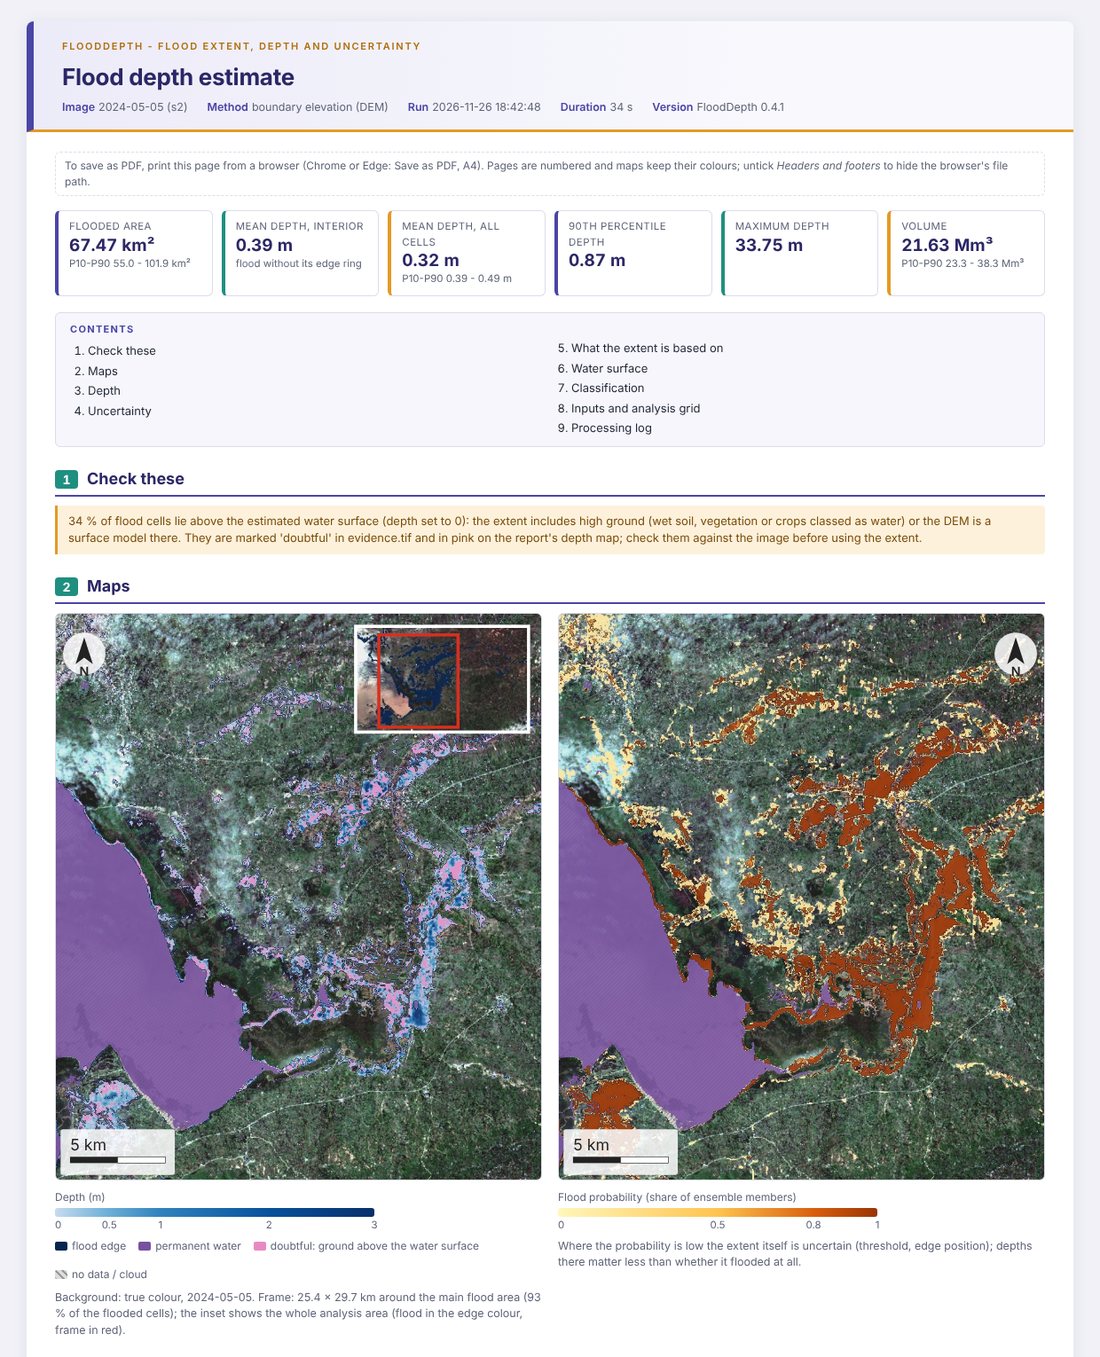 FLOODDEPTH - FLOOD EXTENT, DEPTH AND UNCERTAINTY
Flood depth estimate
Image 2024-05-05 (s2) Method boundary elevation (DEM) Run 2026-11-26 18:42:48 Duration 34 s Version FloodDepth 0.4.1
To save as PDF, print this page from a browser (Chrome or Edge: Save as PDF, A4). Pages are numbered and maps keep their colours; untick Headers and footers to hide the browser's file
path.
FLOODED AREA
67.47 km²
P10-P90 55.0 - 101.9 km²
MEAN DEPTH, INTERIOR
0.39 m
flood without its edge ring
MEAN DEPTH, ALL
CELLS
0.32 m
P10-P90 0.39 - 0.49 m
90TH PERCENTILE
DEPTH
0.87 m
MAXIMUM DEPTH
33.75 m
VOLUME
21.63 Mm³
P10-P90 23.3 - 38.3 Mm³
CONTENTS
1. Check these
2. Maps
3. Depth
4. Uncertainty
5. What the extent is based on
6. Water surface
7. Classification
8. Inputs and analysis grid
9. Processing log
1 Check these
34 % of flood cells lie above the estimated water surface (depth set to 0): the extent includes high ground (wet soil, vegetation or crops classed as water) or the DEM is a
surface model there. They are marked 'doubtful' in evidence.tif and in pink on the report's depth map; check them against the image before using the extent.
2 Maps
N
5 km
N
5 km
Depth (m)
0 0.5 1 2 3
flood edge permanent water doubtful: ground above the water surface
no data / cloud
Background: true colour, 2024-05-05. Frame: 25.4 × 29.7 km around the main flood area (93
% of the flooded cells); the inset shows the whole analysis area (flood in the edge colour,
frame in red).
Flood probability (share of ensemble members)
0 0.5 0.8 1
Where the probability is low the extent itself is uncertain (threshold, edge position); depths
there matter less than whether it flooded at all.